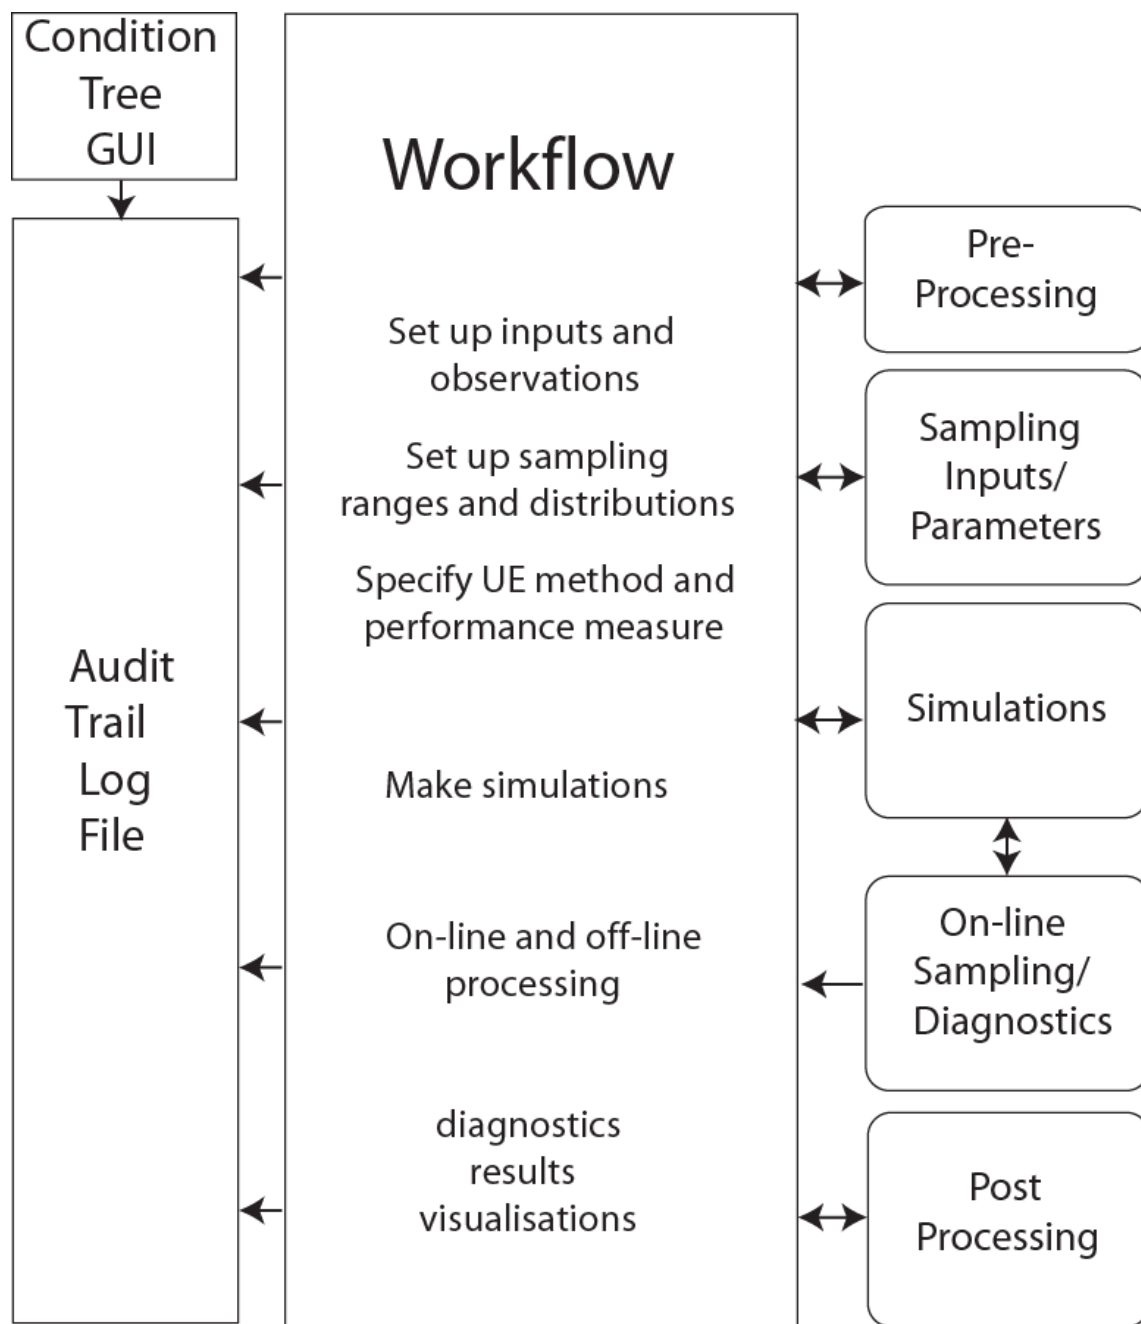 Condition
Tree
GUI
Audit
Trail
Log
File
Workflow
Set up inputs and
observations
Set up sampling
ranges and distributions
Specify UE method and
performance measure
Make simulations
On-line and off-line
processing
diagnostics
results
visualisations
Pre-
Processing
Sampling
Inputs/
Parameters
Simulations
On-line
Sampling/
Diagnostics
Post
Processing